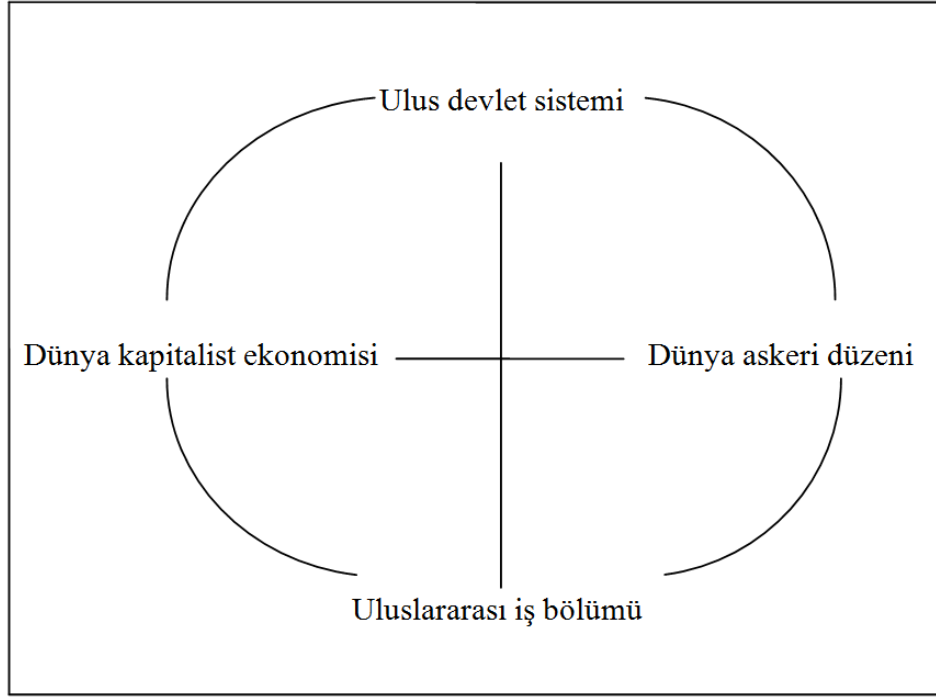 Ulus devlet sistemi
Dünya kapitalist ekonomisi
Dünya askeri düzeni
Uluslararası iş bölümü